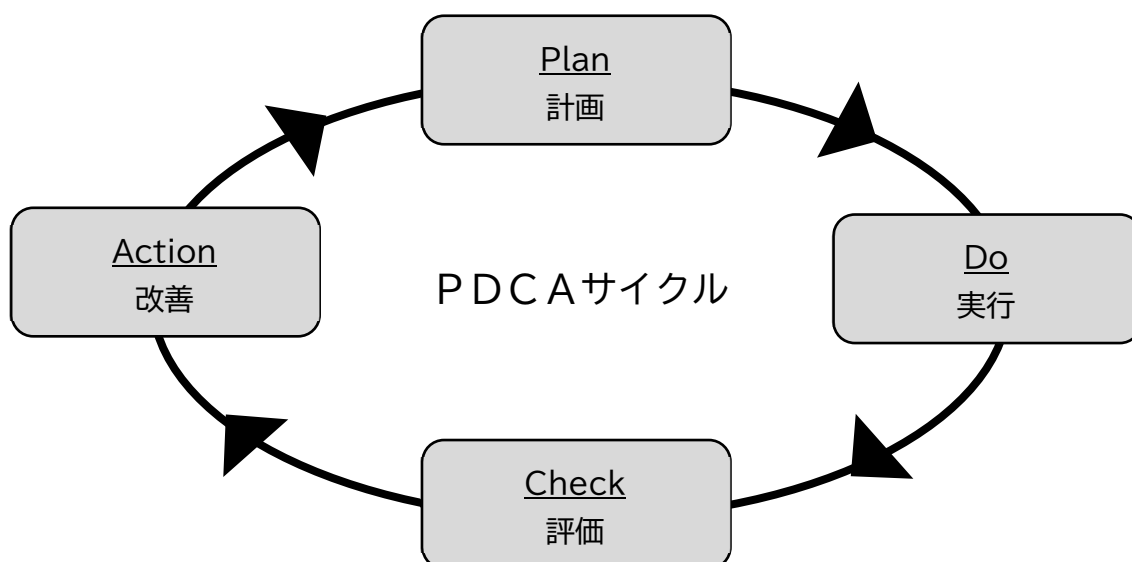 Plan
計画
Action
改善
PDCAサイクル
Do
実行
Check
評価